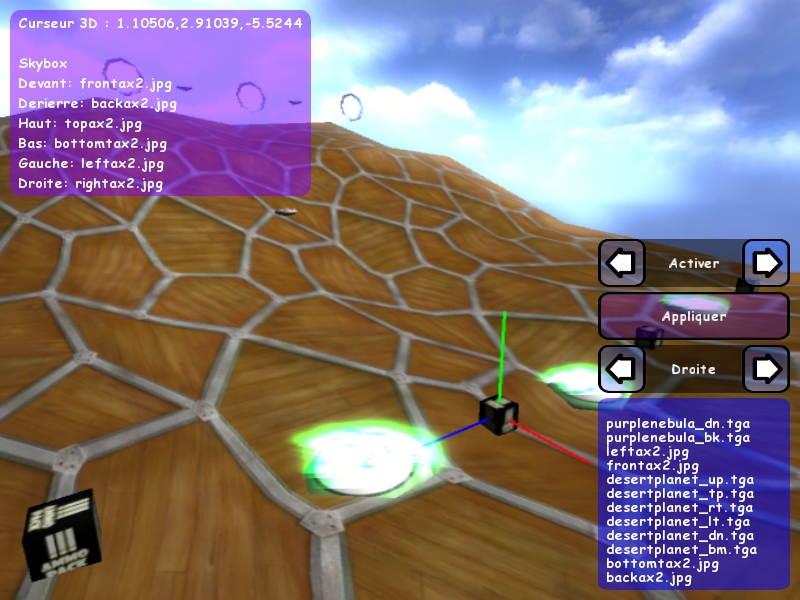 Curseur 3D : 1.10506,2.91039,-5.5244
Skybox
Devant: frontax2.jpg
Derierre: backax2.jpg
Haut: topax2.jpg
Bas: bottomtax2.jpg
Gauche: leftax2.jpg
Droite: rightax2.jpg
Activer
Appliquer
Droite
purplenebula_dn.tga
purplenebula_bk.tga
leftax2.jpg
frontax2.jpg
desertplanet_up.tga
desertplanet_tp.tga
desertplanet_rt.tga
desertplanet_lt.tga
desertplanet_dn.tga
desertplanet_bm.tga
bottomtax2.jpg
backax2.jpg
!!!
AMMO
PACK